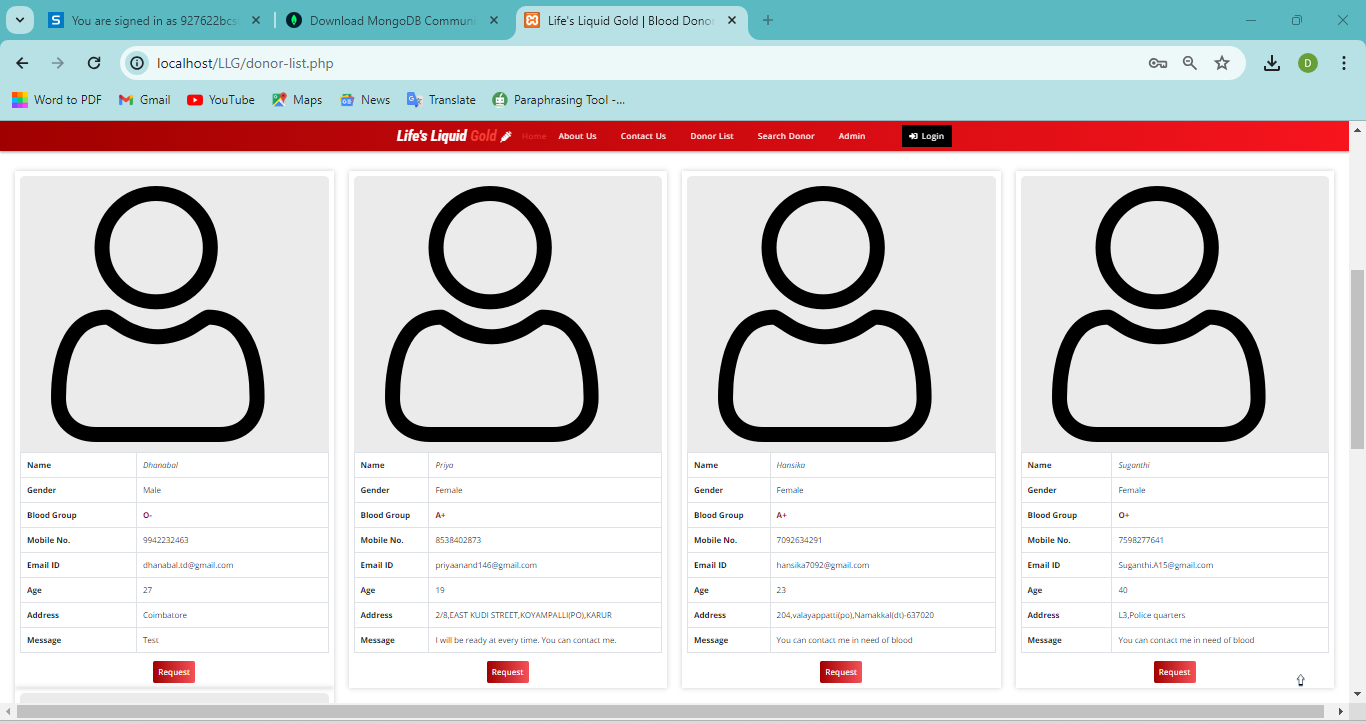 You are signed in as 927622bcs
Download MongoDB Communi
Life's Liquid Gold | Blood Donor
localhost/LLG/donor-list.php
D
Word to PDF Gmail YouTube Maps News Translate Paraphrasing Tool -...
Life's Liquid Gold Home About Us Contact Us Donor List Search Donor Admin Login
Name Dhanabal
Gender Male
Blood Group O-
Mobile No. 9942232463
Email ID dhanabal.td@gmail.com
Age 27
Address Coimbatore
Message Test
Request
Name Priya
Gender Female
Blood Group A+
Mobile No. 8538402873
Email ID priyaanand146@gmail.com
Age 19
Address 2/8,EAST KUDI STREET,KOYAMPALLI(PO),KARUR
Message I will be ready at every time. You can contact me.
Request
Name Hansika
Gender Female
Blood Group A+
Mobile No. 7092634291
Email ID hansika7092@gmail.com
Age 23
Address 204,valayappatti(po),Namakkal(dt)-637020
Message You can contact me in need of blood
Request
Name Suganthi
Gender Female
Blood Group O+
Mobile No. 7598277641
Email ID Suganthi.A15@gmail.com
Age 40
Address L3,Police quarters
Message You can contact me in need of blood
Request